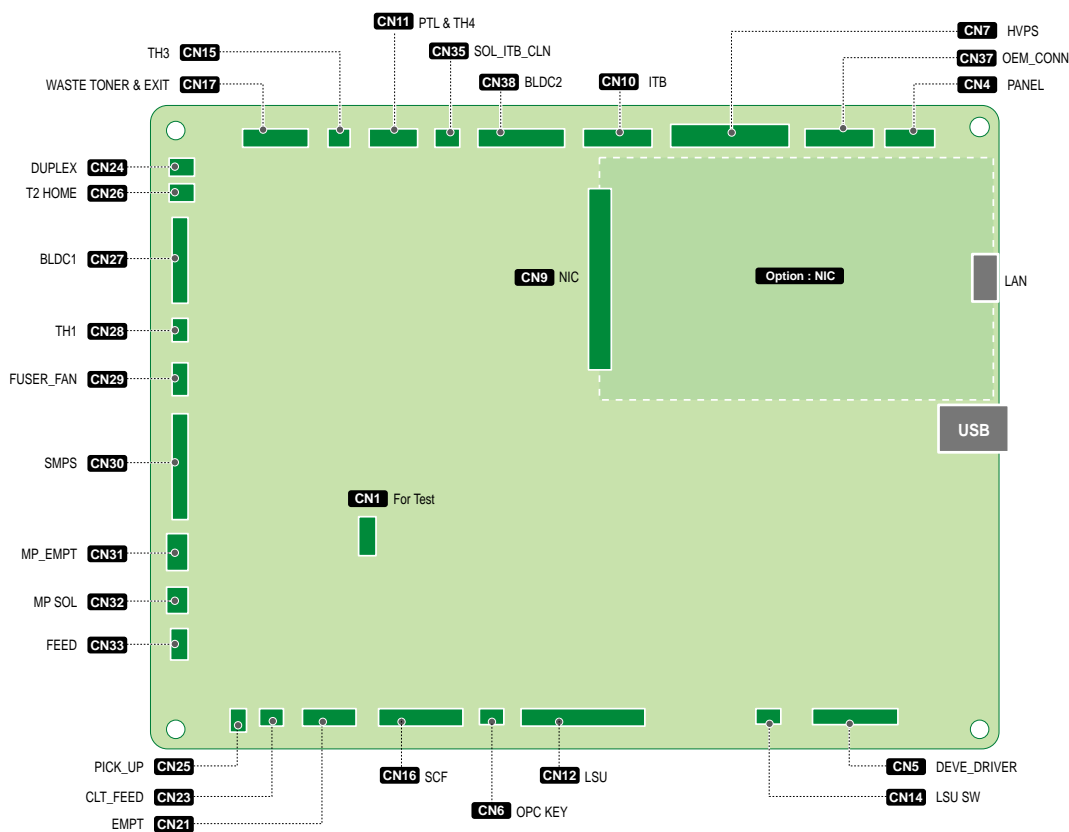 CN11 PTL & TH4
CN7 HVPS
TH3 CN15
CN35 SOL_ITB_CLN
CN37 OEM_CONN
WASTE TONER & EXIT CN17
CN38 BLDC2
CN10 ITB
CN4 PANEL
DUPLEX CN24
T2 HOME CN26
BLDC1 CN27
CN9 NIC
Option : NIC
LAN
TH1 CN28
FUSER_FAN CN29
USB
SMPS CN30
CN1 For Test
MP_EMPT CN31
MP SOL CN32
FEED CN33
PICK_UP CN25
CN16 SCF
CN12 LSU
CN5 DEVE_DRIVER
CLT_FEED CN23
CN6 OPC KEY
CN14 LSU SW
EMPT CN21